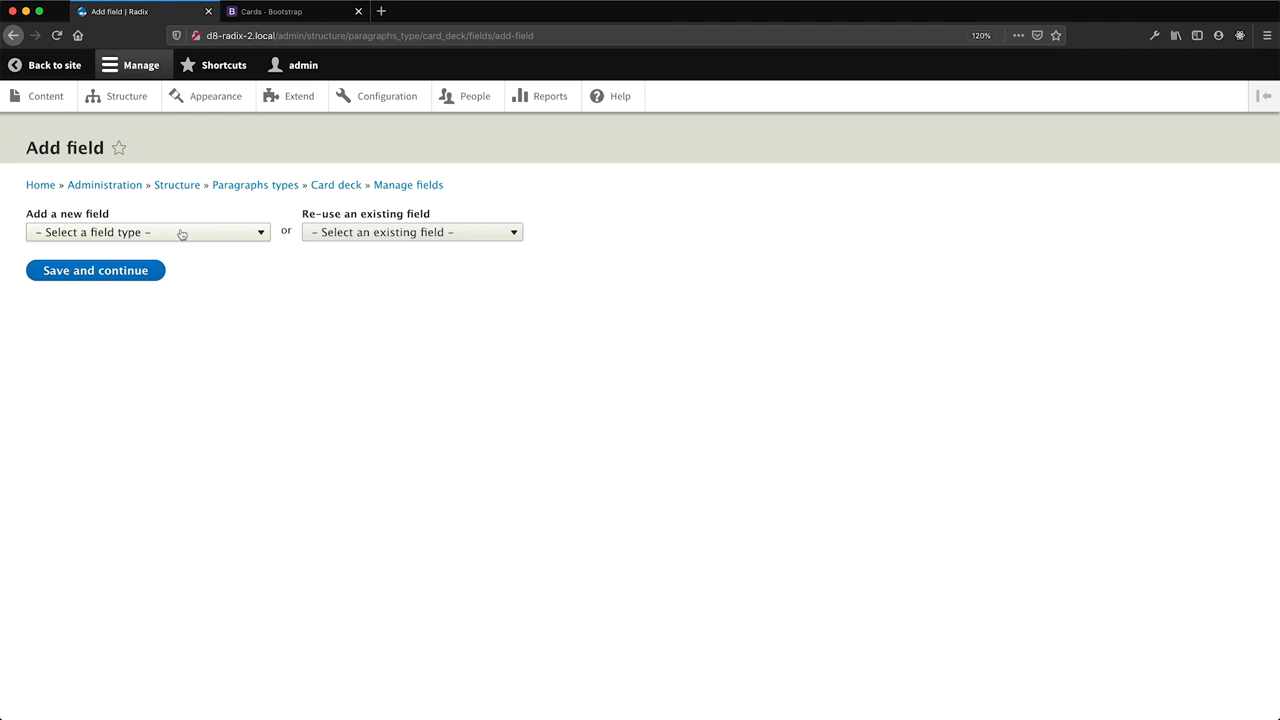 Add field | Radix
Cards · Bootstrap
d8-radix-2.local/admin/structure/paragraphs_type/card_deck/fields/add-field
120%
Back to site
Manage
Shortcuts
admin
Content
Structure
Appearance
Extend
Configuration
People
Reports
Help
Add field
Home » Administration » Structure » Paragraphs types » Card deck » Manage fields
Add a new field
Re-use an existing field
- Select a field type -
or
- Select an existing field -
Save and continue